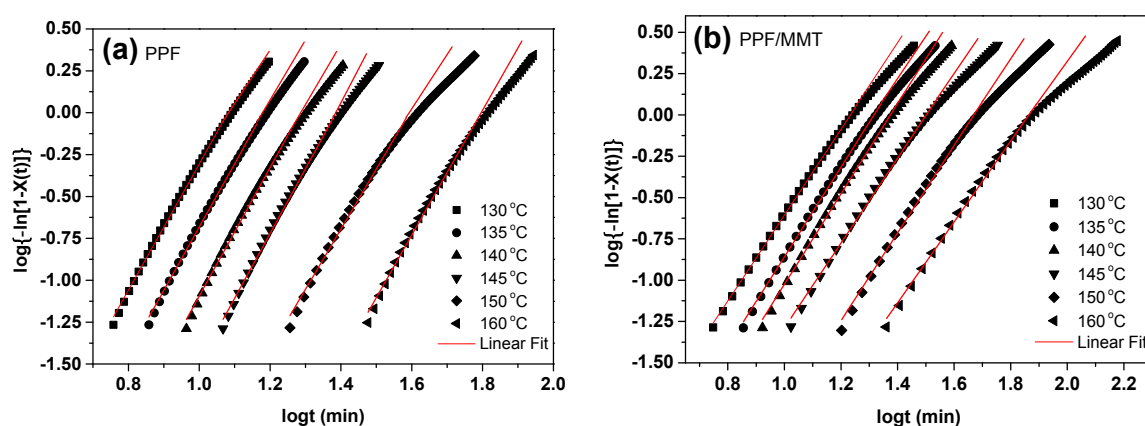 (a) PPF
log{-ln[1-X(t)]}
0.50
0.25
0.00
-0.25
-0.50
-0.75
-1.00
-1.25
-1.50
130 °C
135 °C
140 °C
145 °C
150 °C
160 °C
Linear Fit
0.8 1.0 1.2 1.4 1.6 1.8 2.0
logt (min)
(b) PPF/MMT
log{-ln[1-X(t)]}
0.50
0.25
0.00
-0.25
-0.50
-0.75
-1.00
-1.25
-1.50
130 °C
135 °C
140 °C
145 °C
150 °C
160 °C
Linear Fit
0.8 1.0 1.2 1.4 1.6 1.8 2.0 2.2
logt (min)